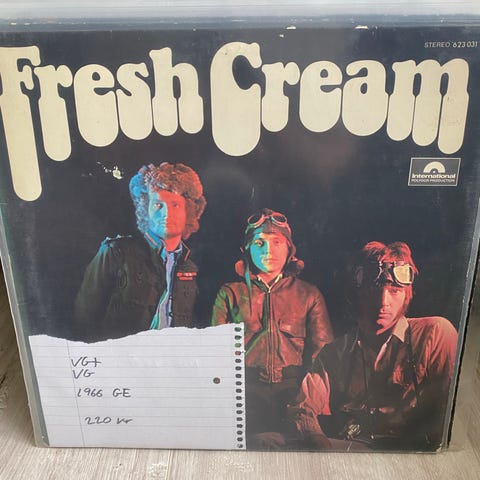 STEREO 623 031
Fresh Cream
International
POLYDOR PRODUCTION
VG+
VG
1966 GE
220 kr